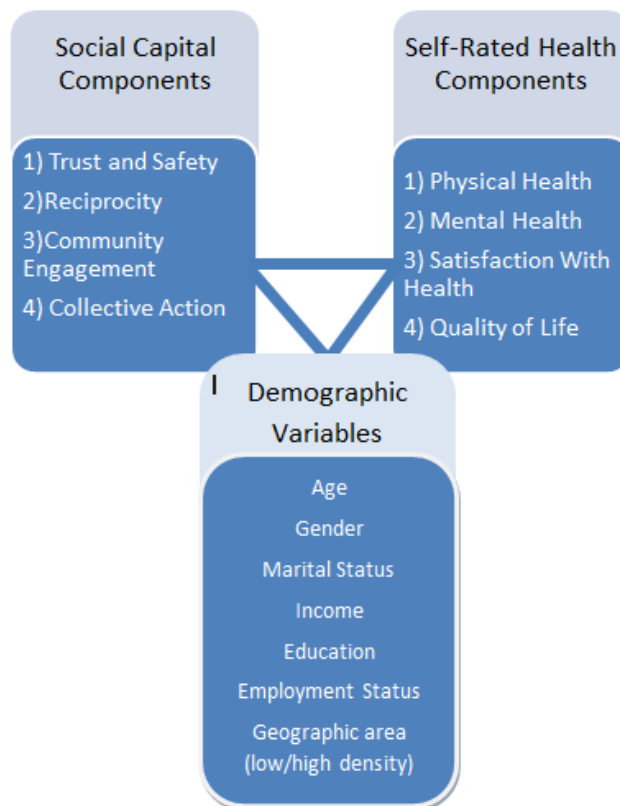 Social Capital
Components
1) Trust and Safety
2)Reciprocity
3)Community
Engagement
4) Collective Action
Self-Rated Health
Components
1) Physical Health
2) Mental Health
3) Satisfaction With
Health
4) Quality of Life
I
Demographic
Variables
Age
Gender
Marital Status
Income
Education
Employment Status
Geographic area
(low/high density)